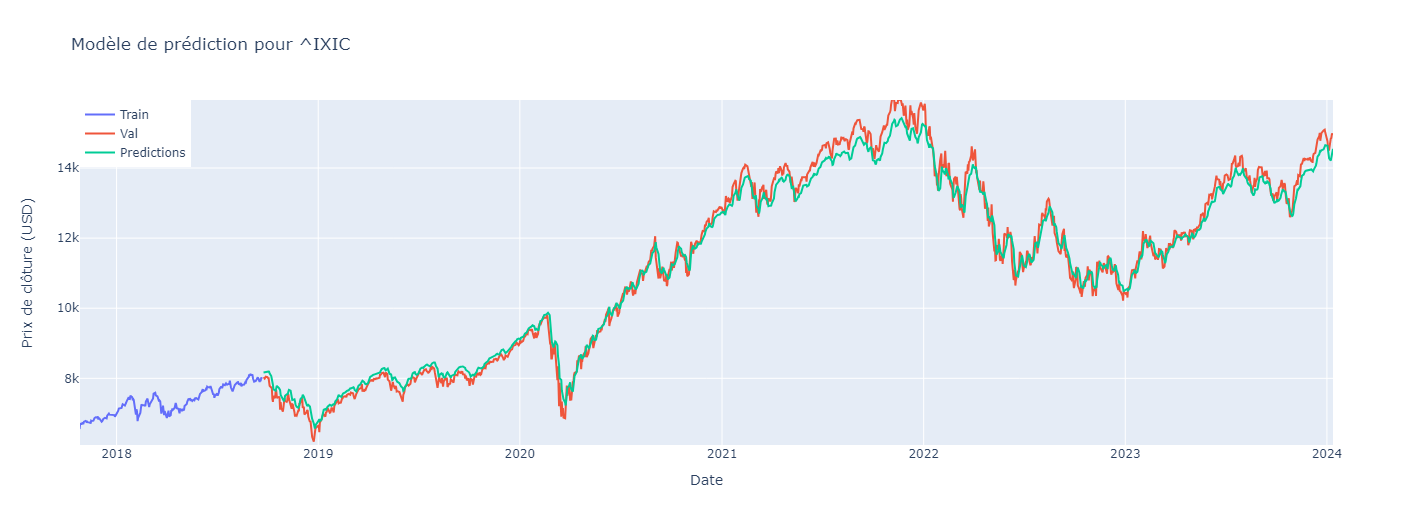 Modèle de prédiction pour ^IXIC
Train
Val
Predictions
14k
12k
10k
8k
Prix de clôture (USD)
2018
2019
2020
2021
2022
2023
2024
Date